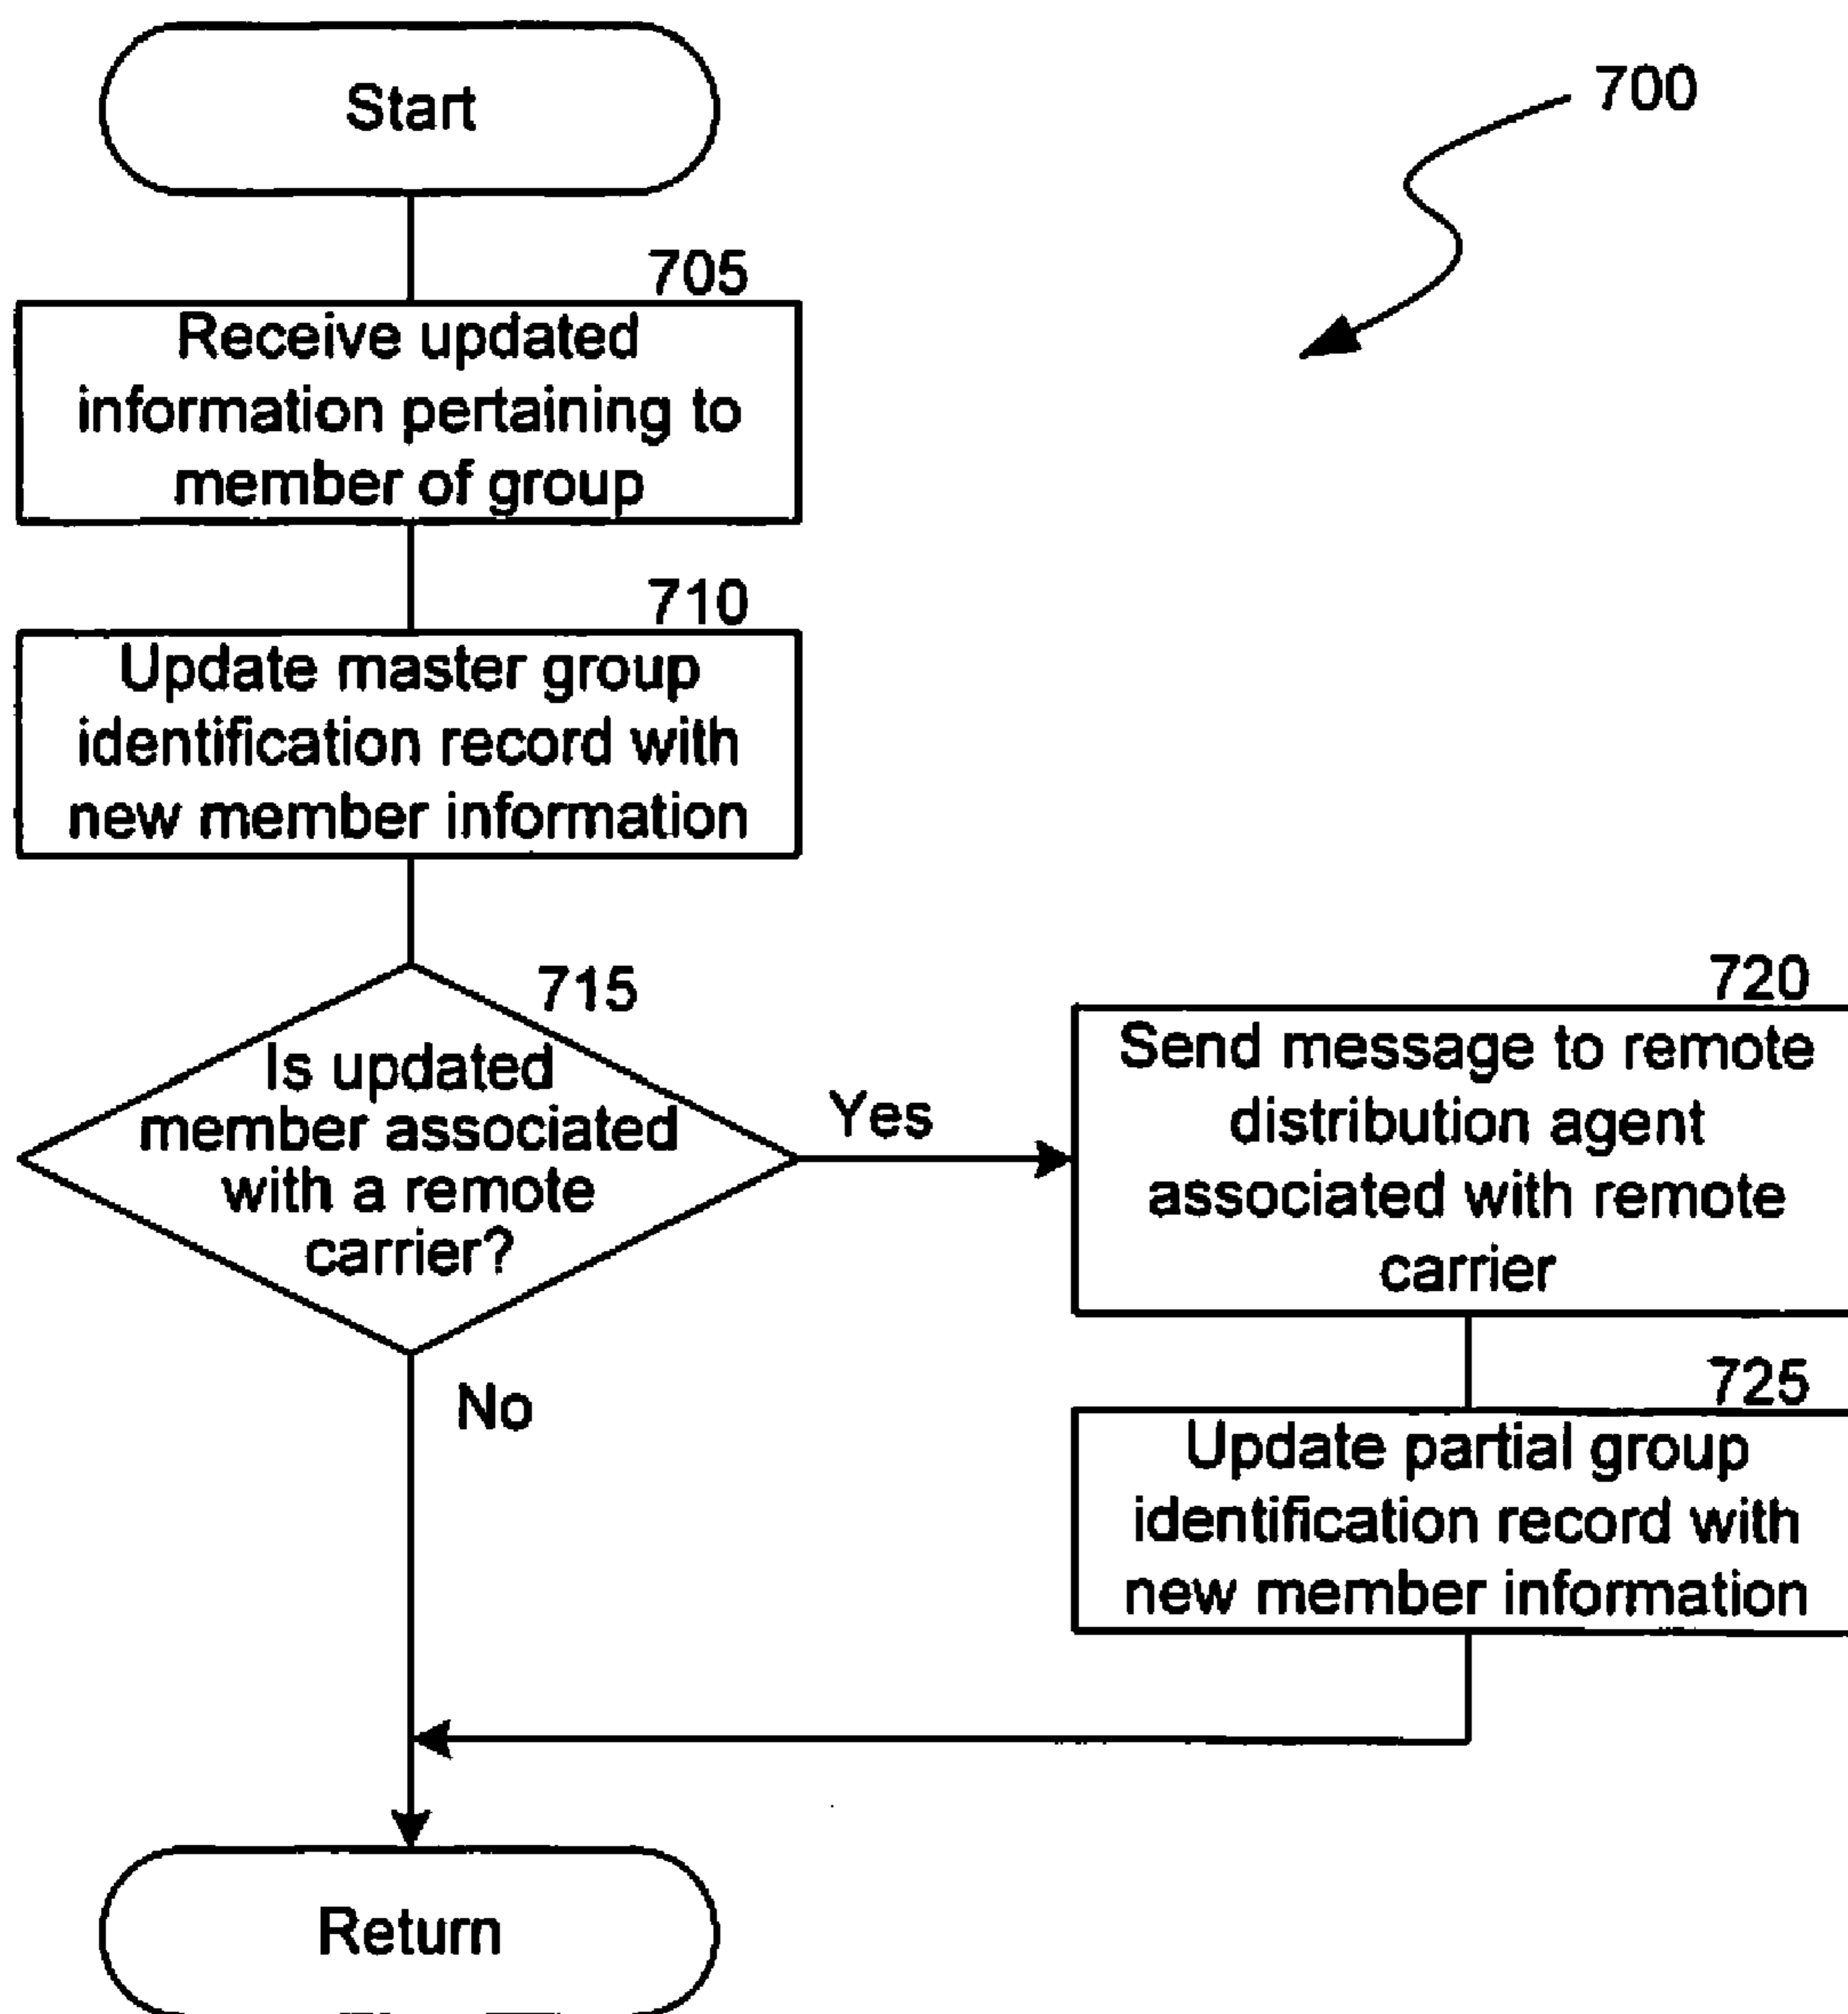 Start
700
705
Receive updated
information pertaining to
member of group
710
Update master group
identification record with
new member information
715
Is updated
member associated
with a remote
carrier?
Yes
No
720
Send message to remote
distribution agent
associated with remote
carrier
725
Update partial group
identification record with
new member information
Return